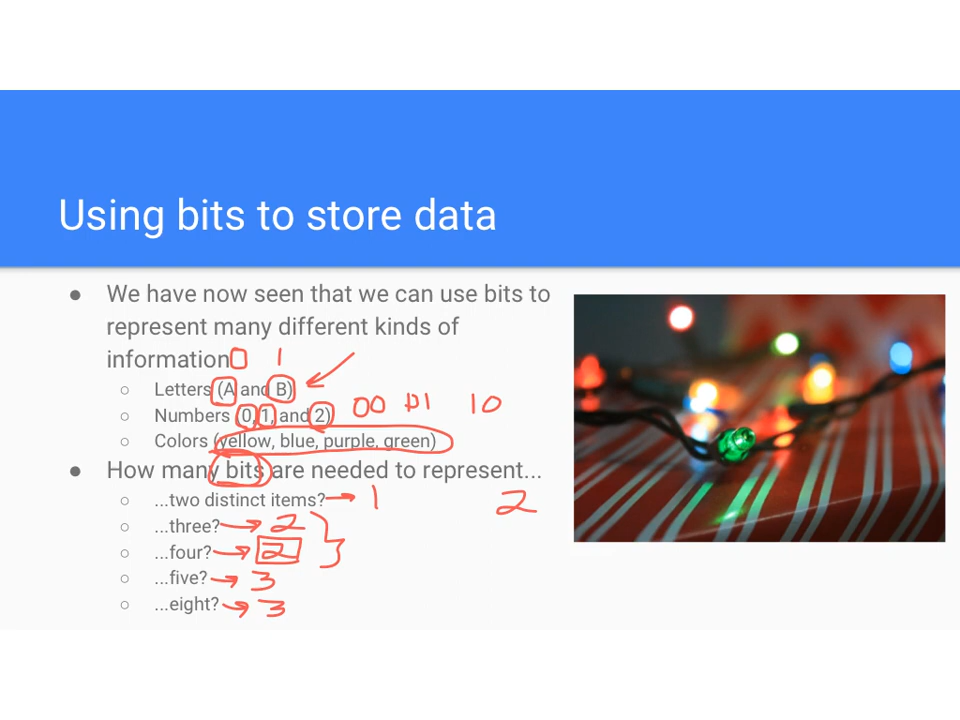 Using bits to store data
● We have now seen that we can use bits to
represent many different kinds of
information 0 1
○ Letters (A and B)
○ Numbers (0, 1, and 2) 00 01 10
○ Colors (yellow, blue, purple, green)
● How many bits are needed to represent...
○ ...two distinct items? → 1 2
○ ...three? → 2
○ ...four? → 2
○ ...five? → 3
○ ...eight? → 3